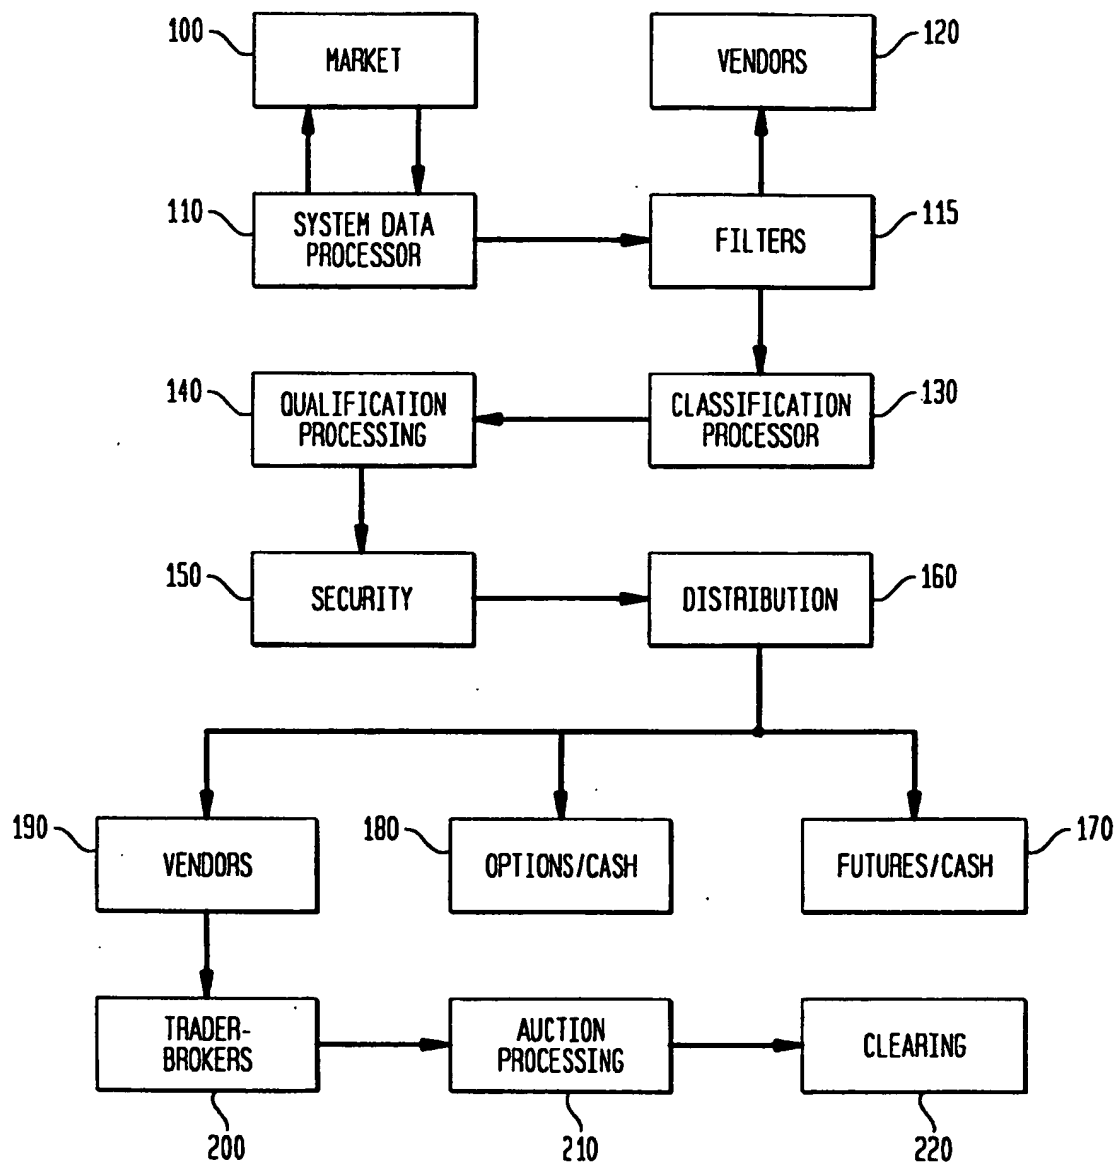 100
MARKET
VENDORS
120
110
SYSTEM DATA
PROCESSOR
FILTERS
115
140
QUALIFICATION
PROCESSING
CLASSIFICATION
PROCESSOR
130
150
SECURITY
DISTRIBUTION
160
190
VENDORS
180
OPTIONS/CASH
FUTURES/CASH
170
TRADER-
BROKERS
AUCTION
PROCESSING
CLEARING
200
210
220